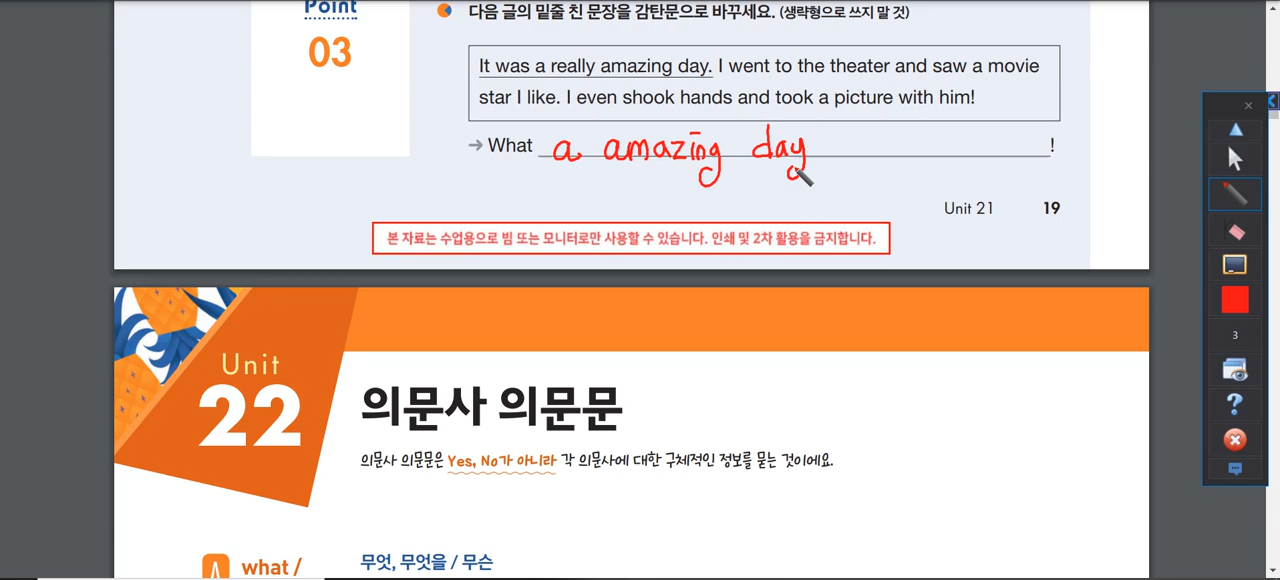 Point
03
다음 글의 밑줄 친 문장을 감탄문으로 바꾸세요. (생략형으로 쓰지 말 것)
It was a really amazing day. I went to the theater and saw a movie
star I like. I even shook hands and took a picture with him!
→ What a amazing day !
Unit 21 19
본 자료는 수업용으로 빔 또는 모니터로만 사용할 수 있습니다. 인쇄 및 2차 활용을 금지합니다.
3
Unit
22
의문사 의문문
의문사 의문문은 Yes, No가 아니라 각 의문사에 대한 구체적인 정보를 묻는 것이에요.
A what / 무엇, 무엇을 / 무슨